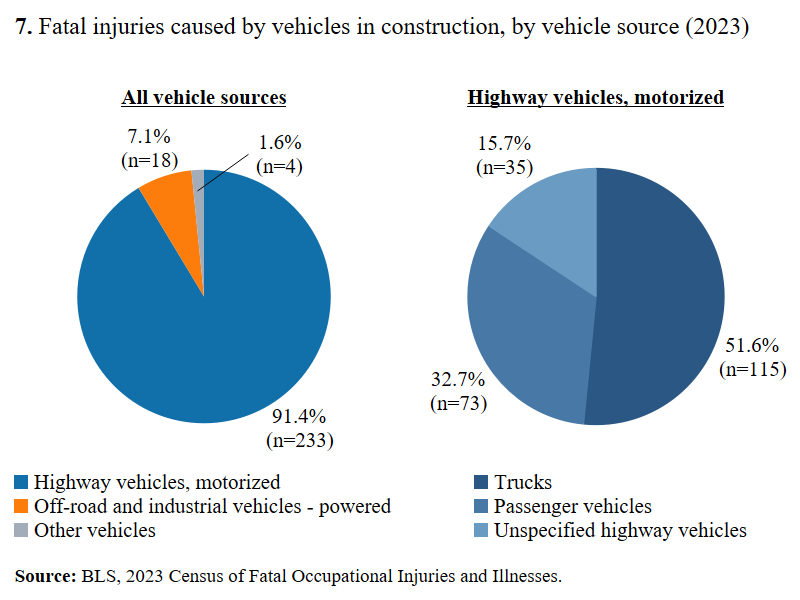 7. Fatal injuries caused by vehicles in construction, by vehicle source (2023)
All vehicle sources
7.1%
(n=18)
1.6%
(n=4)
91.4%
(n=233)
Highway vehicles, motorized
Off-road and industrial vehicles - powered
Other vehicles
Highway vehicles, motorized
15.7%
(n=35)
51.6%
(n=115)
32.7%
(n=73)
Trucks
Passenger vehicles
Unspecified highway vehicles
Source: BLS, 2023 Census of Fatal Occupational Injuries and Illnesses.